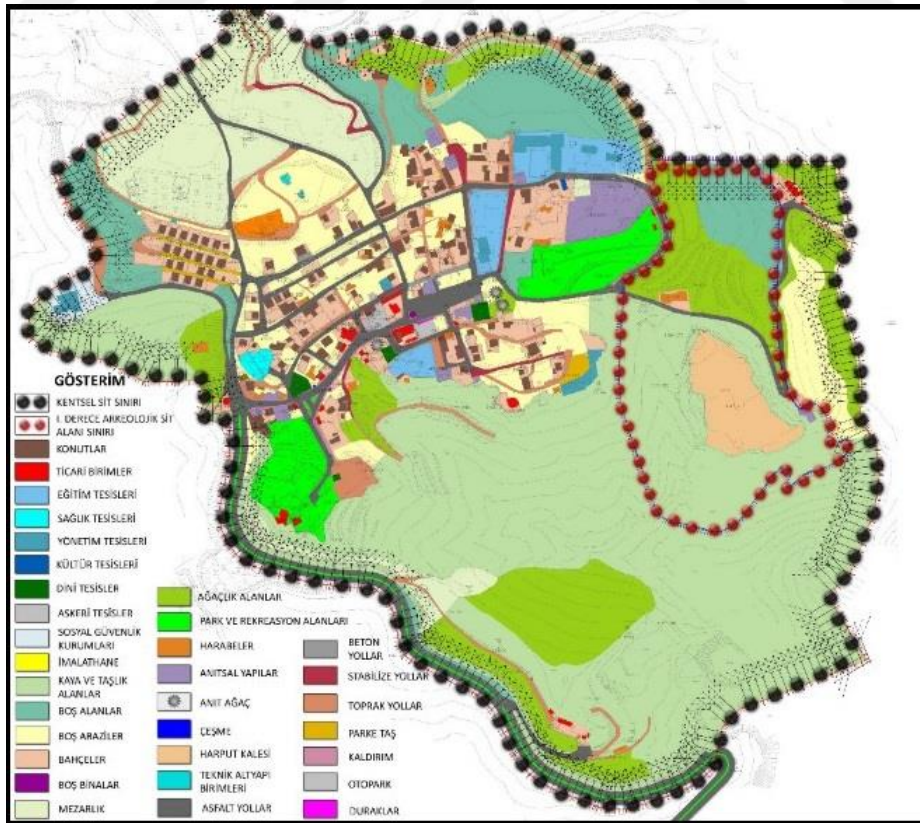 GÖSTERİM
KENTSEL SİT SINIRI
I. DERECE ARKEOLOJİK SİT
ALANI SINIRI
KONUTLAR
TİCARİ BİRİMLER
EĞİTİM TESİSLERİ
SAĞLIK TESİSLERİ
YÖNETİM TESİSLERİ
KÜLTÜR TESİSLERİ
DİNİ TESİSLER
ASKERİ TESİSLER
SOSYAL GÜVENLİK
KURUMLARI
İMALATHANE
KAYA VE TAŞLIK
ALANLAR
BOŞ ALANLAR
BOŞ ARAZİLER
BAHÇELER
BOŞ BİNALAR
MEZARLIK
AĞAÇLIK ALANLAR
PARK VE REKREASYON ALANLARI
HARABELER
ANITSAL YAPILAR
ANIT AĞAÇ
ÇEŞME
HARPUT KALESİ
TEKNİK ALTYAPI
BİRİMLERİ
ASFALT YOLLAR
BETON
YOLLAR
STABİLİZE YOLLAR
TOPRAK YOLLAR
PARKE TAŞ
KALDIRIM
OTOPARK
DURAKLAR